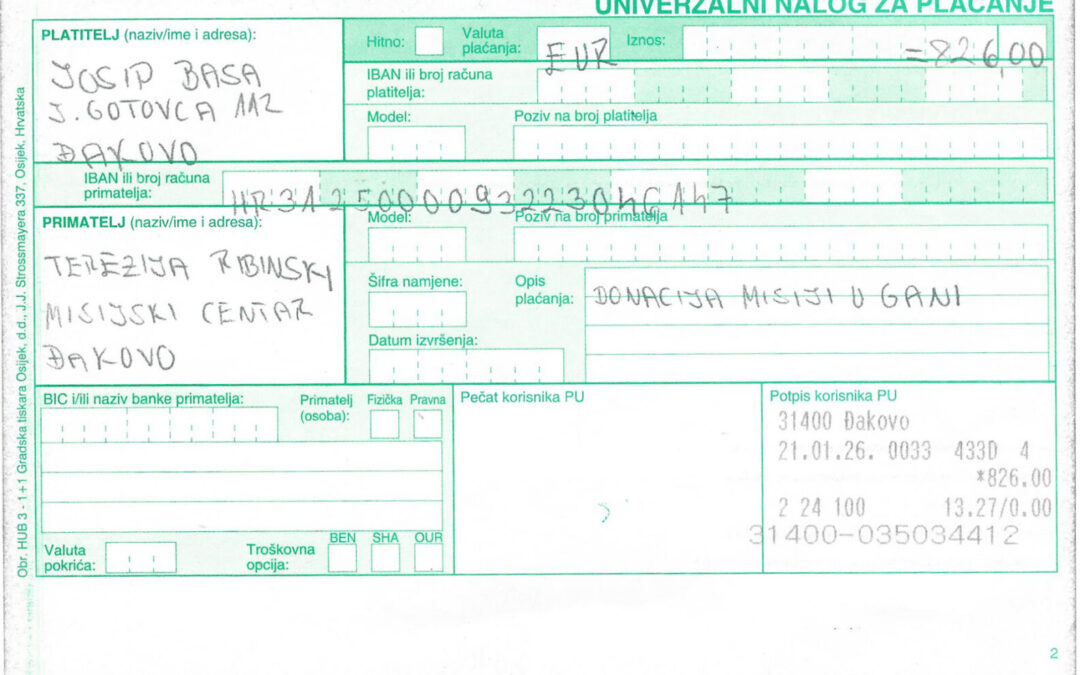 UNIVERZALNI NALOG ZA PLAĆANJE
PLATITELJ (naziv/ime i adresa):
JOSIP BASA
J. GOTOVCA 112
ĐAKOVO
Hitno:
Valuta plaćanja:
EUR
Iznos:
=826,00
IBAN ili broj računa platitelja:
Model:
Poziv na broj platitelja
IBAN ili broj računa primatelja:
HR31250000093223046147
PRIMATELJ (naziv/ime i adresa):
TEREZIJA RIBINSKI
MISIJSKI CENTAR
ĐAKOVO
Model:
Poziv na broj primatelja
Šifra namjene:
Opis plaćanja:
DONACIJA MISIJI U GANI
Datum izvršenja:
BIC i/ili naziv banke primatelja:
Primatelj (osoba):
Fizička
Pravna
Valuta pokrića:
Troškovna opcija:
BEN
SHA
OUR
Pečat korisnika PU
Potpis korisnika PU
31400 Đakovo
21.01.26. 0033 433D 4
*826.00
2 24 100 13.27/0.00
31400-035034412
Obr. HUB 3 - 1+1 Gradska tiskara Osijek, d.d., J.J. Strossmayera 337, Osijek, Hrvatska
2